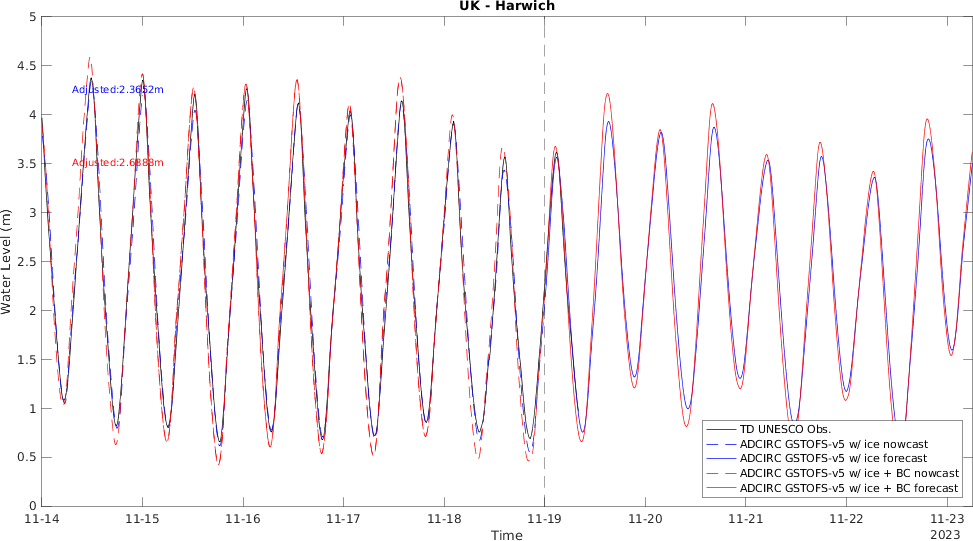 UK - Harwich
5
4.5
4
3.5
3
2.5
2
1.5
1
0.5
0
Water Level (m)
Adjusted:2.3652m
Adjusted:2.6888m
TD UNESCO Obs.
ADCIRC GSTOFS-v5 w/ ice nowcast
ADCIRC GSTOFS-v5 w/ ice forecast
ADCIRC GSTOFS-v5 w/ ice + BC nowcast
ADCIRC GSTOFS-v5 w/ ice + BC forecast
11-14 11-15 11-16 11-17 11-18 11-19 11-20 11-21 11-22 11-23
Time
2023